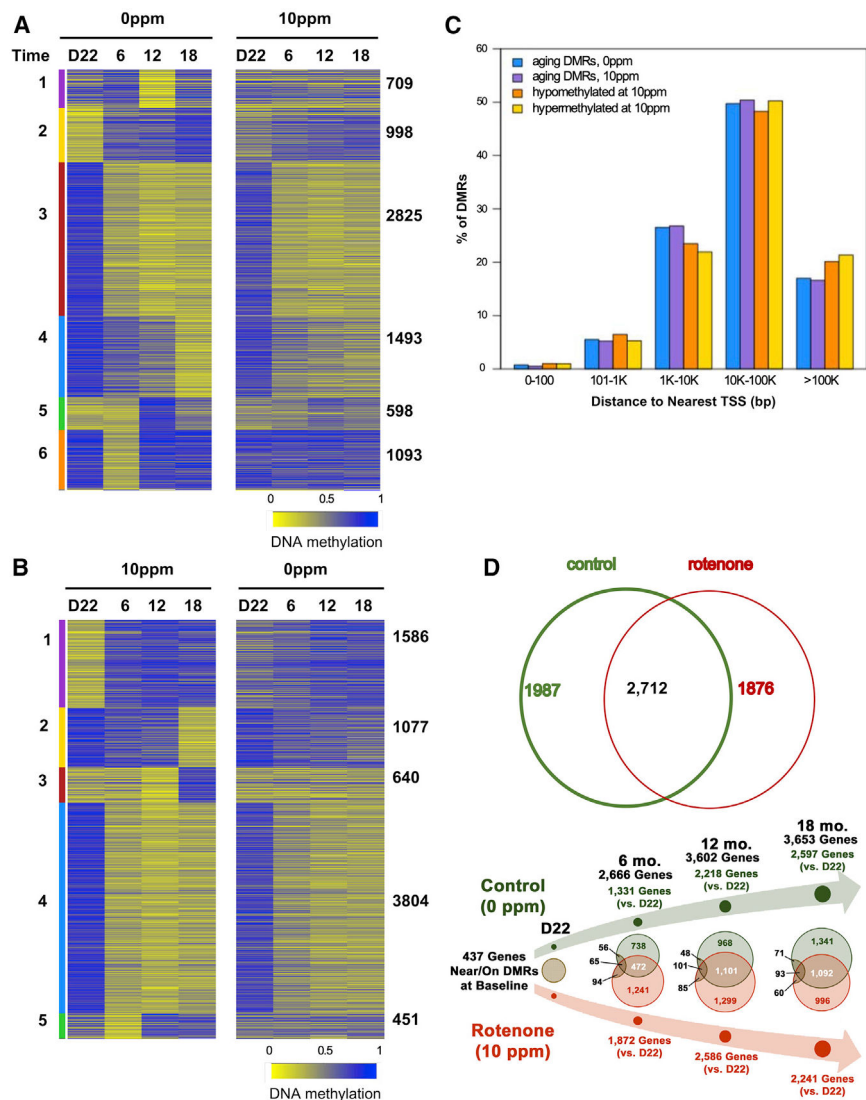 A
0ppm
10ppm
Time
D22 6 12 18
D22 6 12 18
1
709
2
998
3
2825
4
1493
5
598
6
1093
0 0.5 1
DNA methylation
B
10ppm
0ppm
D22 6 12 18
D22 6 12 18
1
1586
2
1077
3
640
4
3804
5
451
0 0.5 1
DNA methylation
C
60
50
40
30
20
10
0
% of DMRs
aging DMRs, 0ppm
aging DMRs, 10ppm
hypomethylated at 10ppm
hypermethylated at 10ppm
0-100 101-1K 1K-10K 10K-100K >100K
Distance to Nearest TSS (bp)
D
control
rotenone
1987
2,712
1876
Control
(0 ppm)
6 mo.
2,666 Genes
1,331 Genes
(vs. D22)
12 mo.
3,602 Genes
2,218 Genes
(vs. D22)
18 mo.
3,653 Genes
2,597 Genes
(vs. D22)
D22
437 Genes
Near/On DMRs
at Baseline
56
65
94
738
472
1,241
48
101
85
968
1,101
1,299
71
93
60
1,341
1,092
996
Rotenone
(10 ppm)
1,872 Genes
(vs. D22)
2,586 Genes
(vs. D22)
2,241 Genes
(vs. D22)